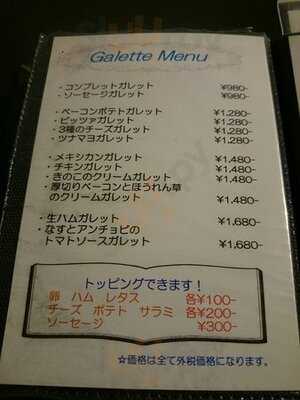 Galette Menu
・コンプレットガレット ¥980-
・ソーセージガレット ¥980-
・ベーコンポテトガレット ¥1,280-
・ピッツァガレット ¥1,280-
・3種のチーズガレット ¥1,280-
・ツナマヨガレット ¥1,280-
・メキシカンガレット ¥1,480-
・チキンガレット ¥1,480-
・きのこのクリームガレット ¥1,480-
・厚切りベーコンとほうれん草
のクリームガレット ¥1,480-
・生ハムガレット ¥1,680-
・なすとアンチョビの
トマトソースガレット ¥1,680-
トッピングできます！
卵 ハム レタス 各¥100-
チーズ ポテト サラミ 各¥200-
ソーセージ ¥300-
☆価格は全て外税価格になります。